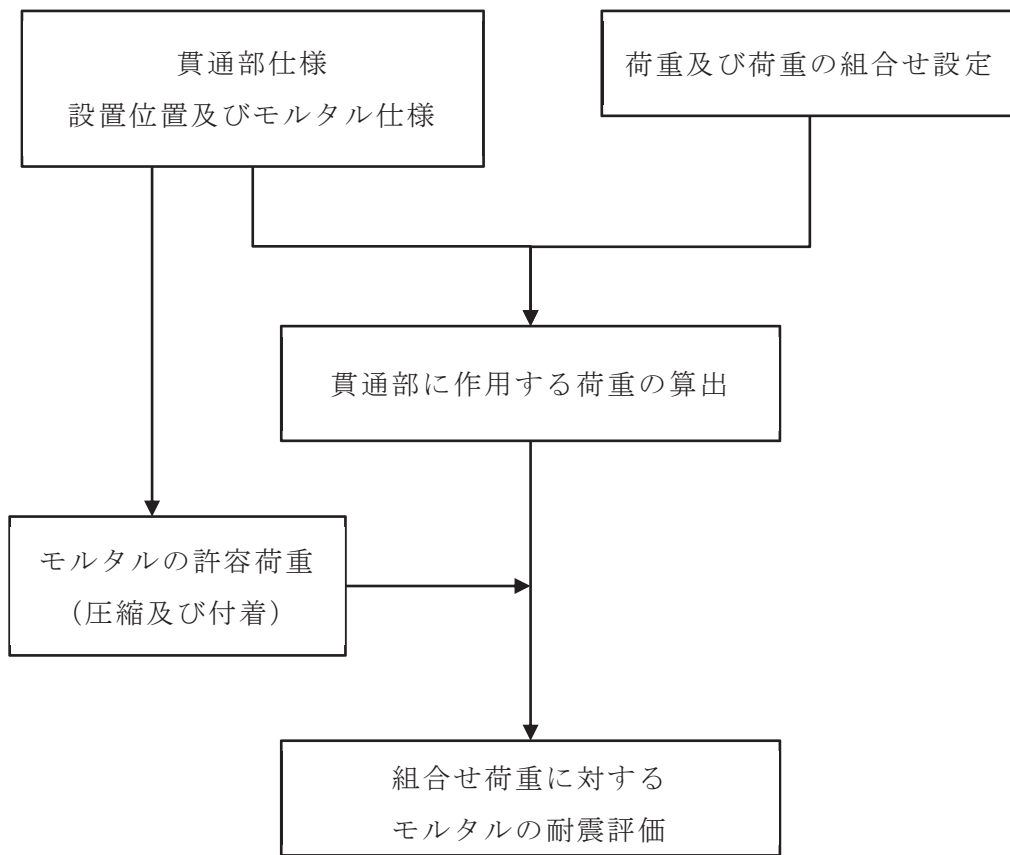 貫通部仕様
設置位置及びモルタル仕様
荷重及び荷重の組合せ設定
貫通部に作用する荷重の算出
モルタルの許容荷重
（圧縮及び付着）
組合せ荷重に対する
モルタルの耐震評価